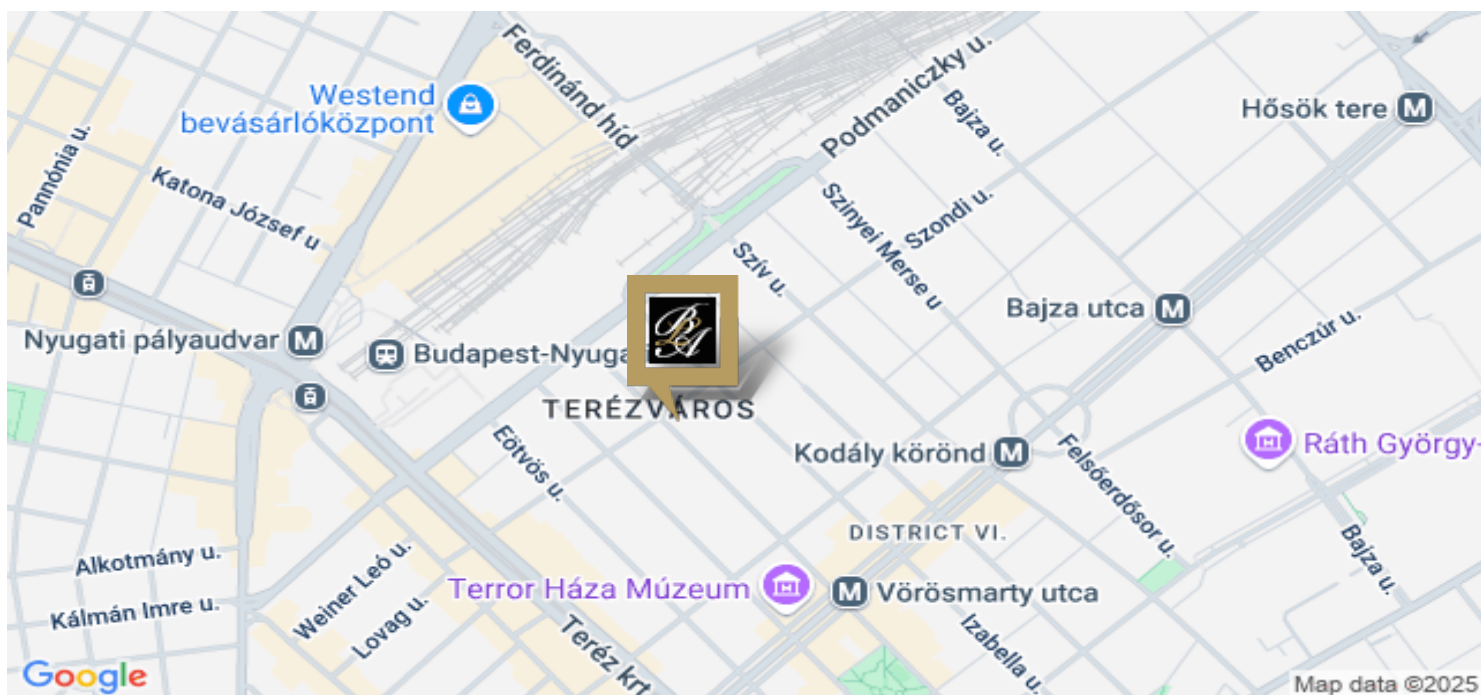 Ferdinánd híd
Podmaniczky u.
Westend
bevásárlóközpont
Bajza u.
Hősök tere
M
Pannónia u.
Katona József u
Szinyei Merse u
Szondi u.
Szív u.
Bajza utca
M
Nyugati pályaudvar
M
Budapest-Nyuga
BLA
Benczúr u.
TERÉZVÁROS
Eötvös u.
Kodály körönd
M
Felsőerdősor u.
Ráth György-
DISTRICT VI.
Alkotmány u.
Weiner Leó u.
Bajza u.
Terror Háza Múzeum
M
Vörösmarty utca
Kálmán Imre u.
Lovag u.
Teréz krt
Izabella u.
Google
Map data ©2025